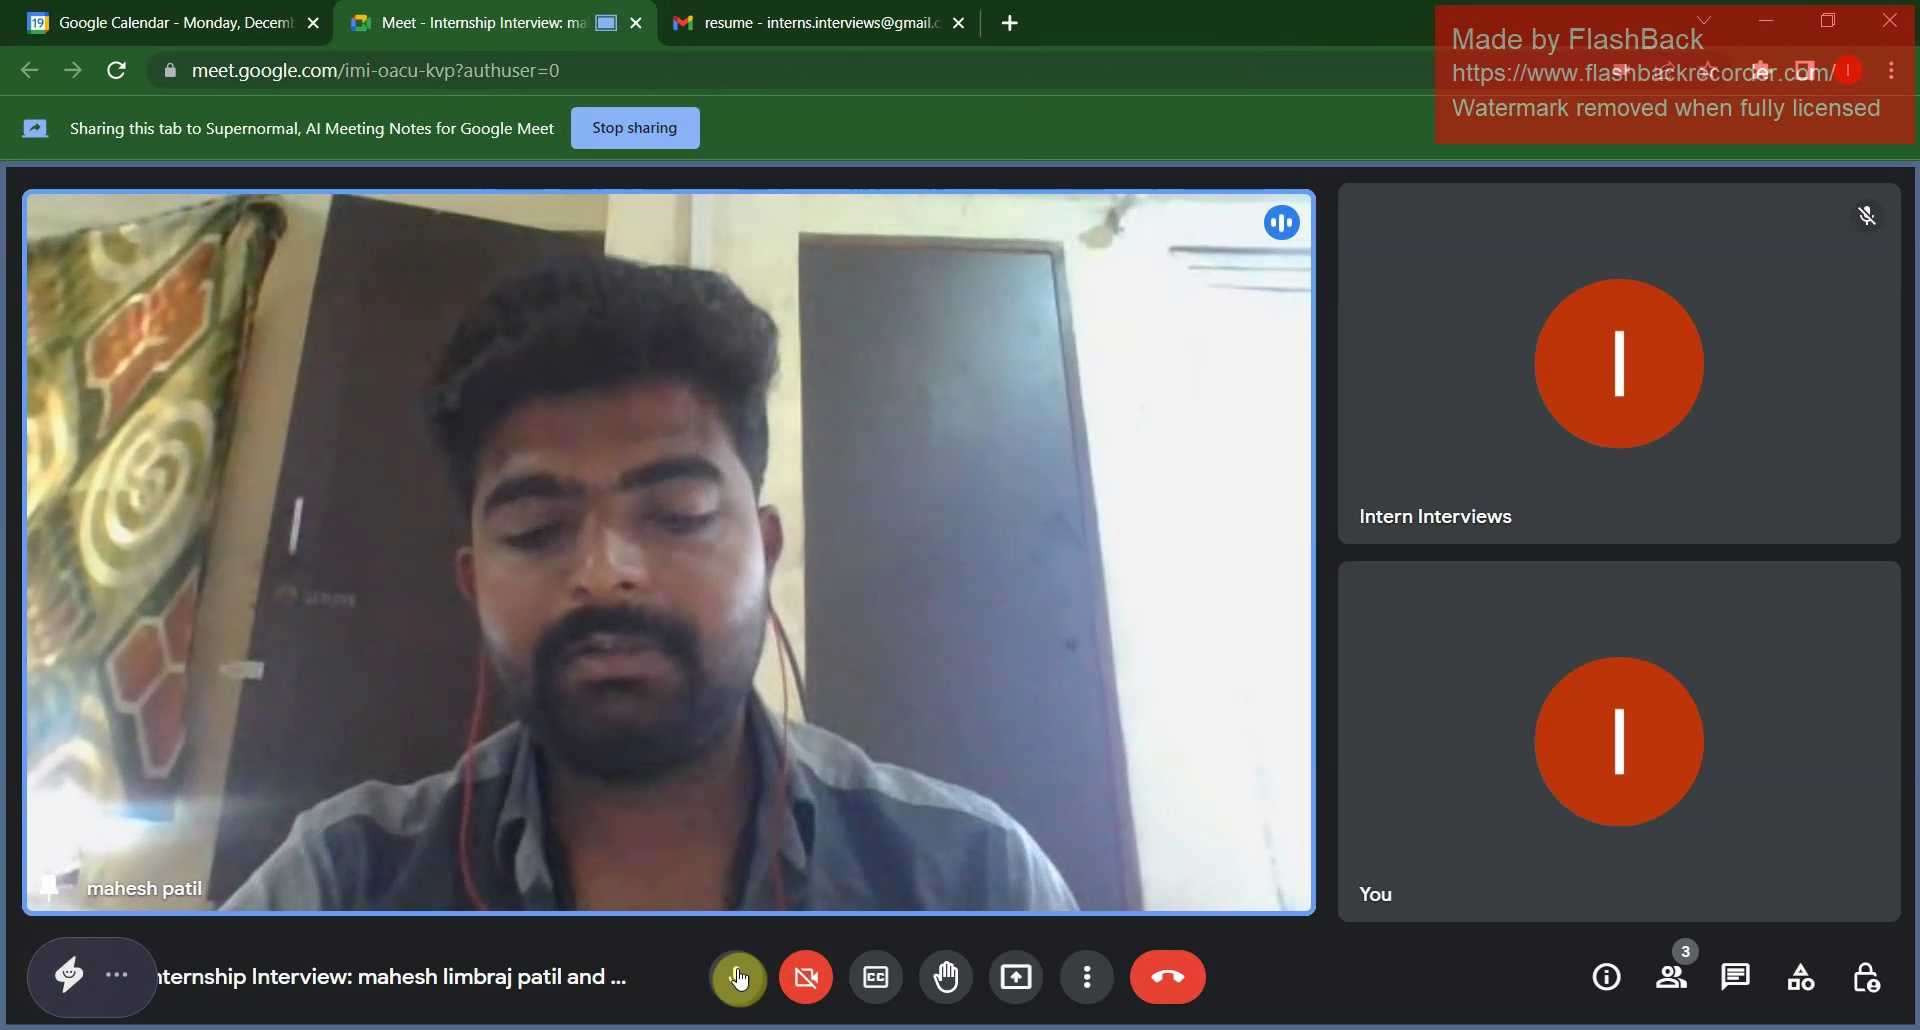 Google Calendar - Monday, Decem
Meet - Internship Interview: ma
resume - interns.interviews@gmail.c
Made by FlashBack
meet.google.com/imi-oacu-kvp?authuser=0
https://www.flashbackrecorder.com/
Watermark removed when fully licensed
Sharing this tab to Supernormal, AI Meeting Notes for Google Meet
Stop sharing
I
Intern Interviews
I
mahesh patil
You
nternship Interview: mahesh limbraj patil and ...
CC
3